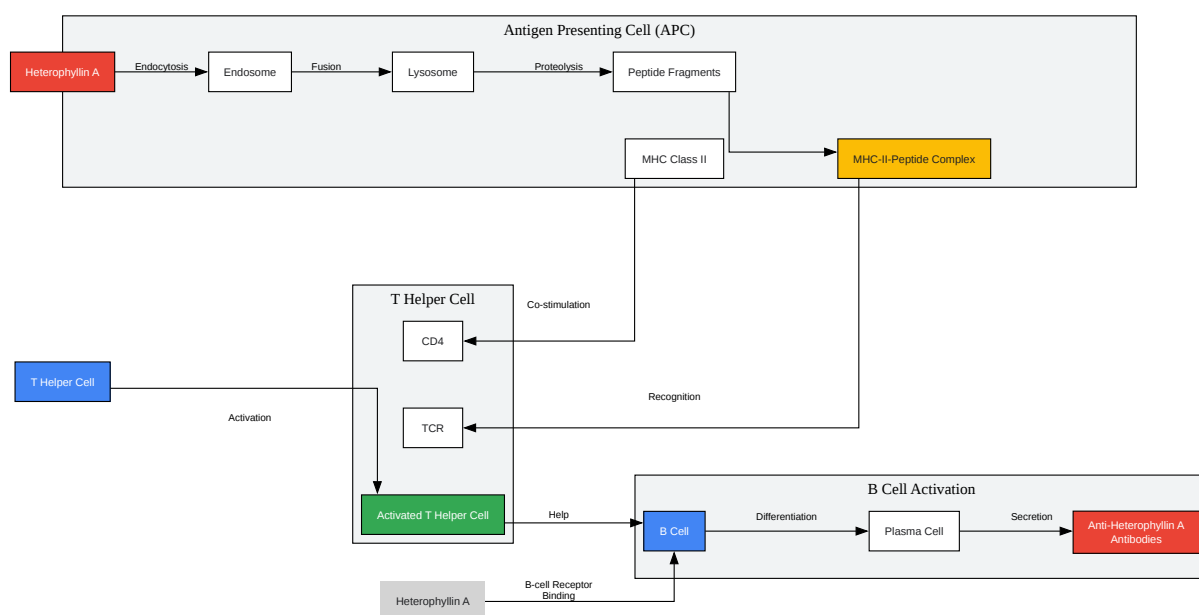 Antigen Presenting Cell (APC)
Heterophyllin A
Endocytosis
Endosome
Fusion
Lysosome
Proteolysis
Peptide Fragments
MHC Class II
MHC-II-Peptide Complex
T Helper Cell
Co-stimulation
CD4
T Helper Cell
Activation
Recognition
TCR
B Cell Activation
Activated T Helper Cell
Help
B Cell
Differentiation
Plasma Cell
Secretion
Anti-Heterophyllin A
Antibodies
Heterophyllin A
B-cell Receptor
Binding